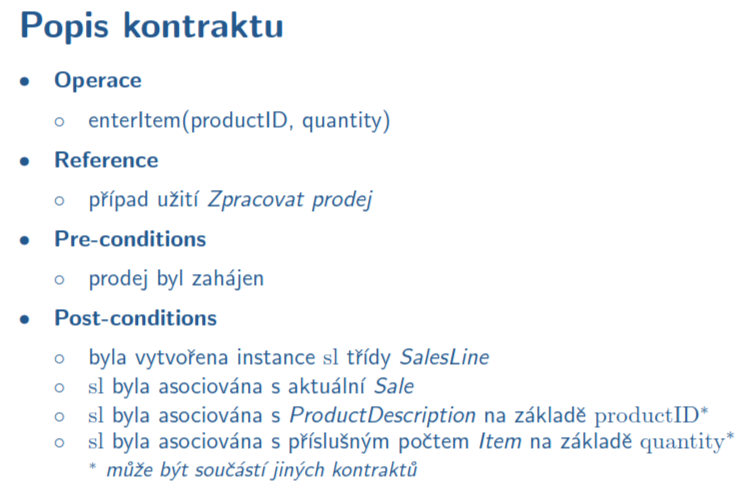 Popis kontraktu
• Operace
◦ enterItem(productID, quantity)
• Reference
◦ případ užití Zpracovat prodej
• Pre-conditions
◦ prodej byl zahájen
• Post-conditions
◦ byla vytvořena instance sl třídy SalesLine
◦ sl byla asociována s aktuální Sale
◦ sl byla asociována s ProductDescription na základě productID*
◦ sl byla asociována s příslušným počtem Item na základě quantity*
* může být součástí jiných kontraktů